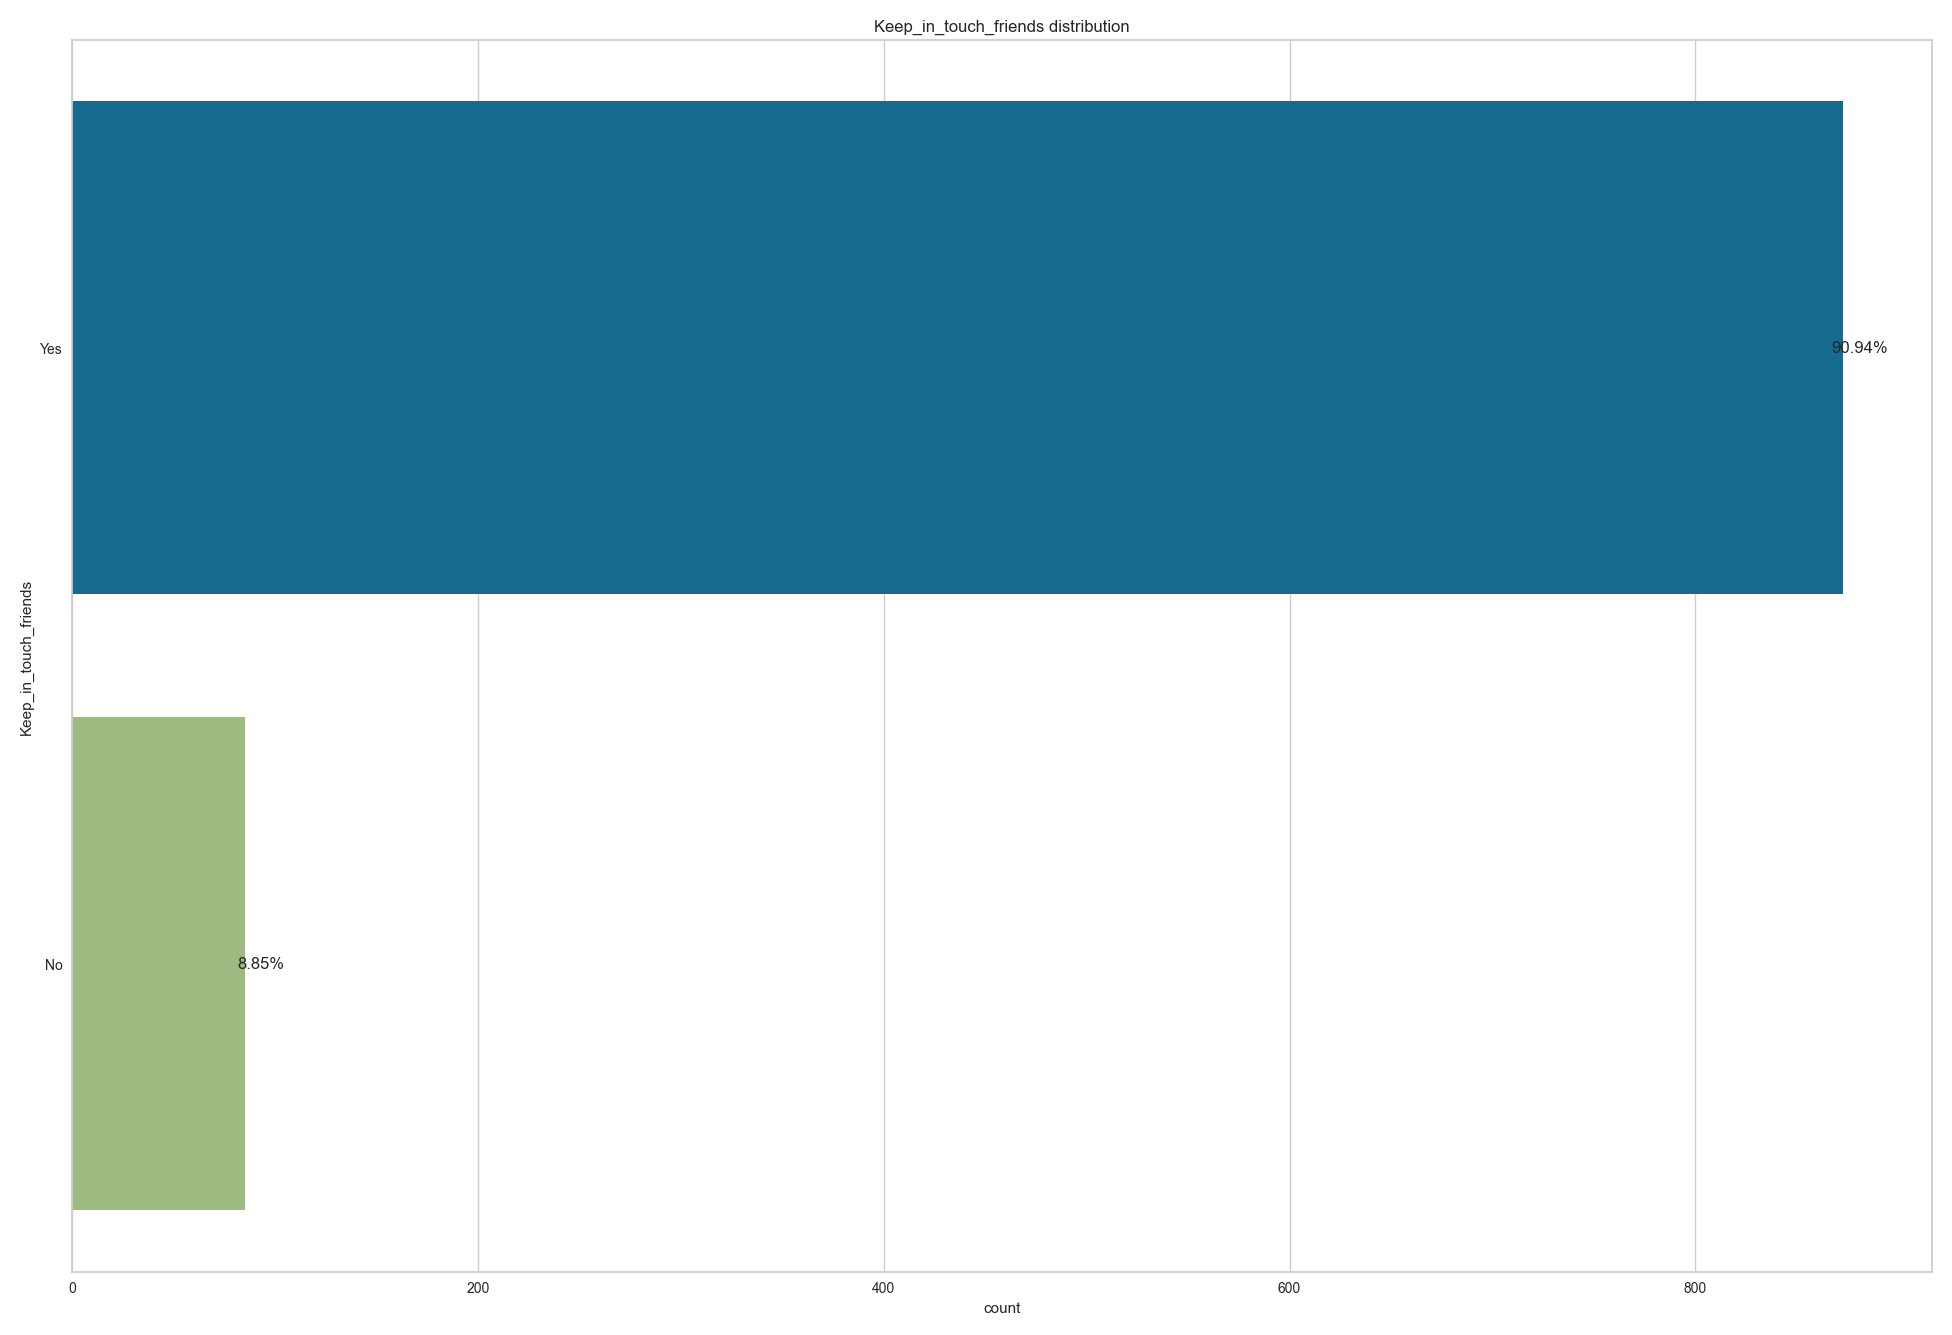 Keep_in_touch_friends distribution
Yes
90.94%
Keep_in_touch_friends
No
8.85%
0 200 400 600 800
count